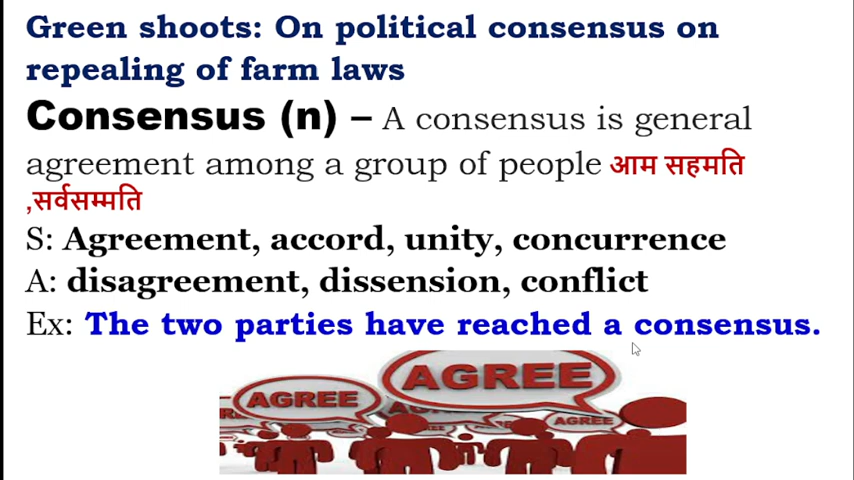 Green shoots: On political consensus on
repealing of farm laws
Consensus (n) – A consensus is general
agreement among a group of people आम सहमति
,सर्वसम्मति
S: Agreement, accord, unity, concurrence
A: disagreement, dissension, conflict
Ex: The two parties have reached a consensus.
AGREE
AGREE
AGREE